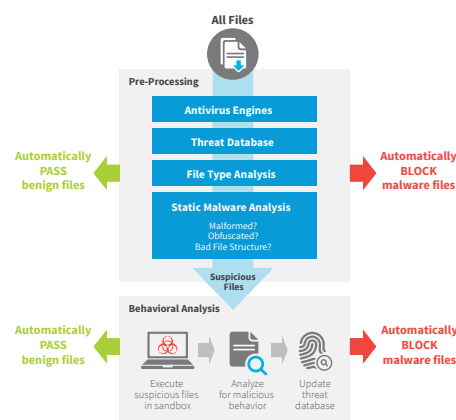 All Files
Pre-Processing
Antivirus Engines
Threat Database
File Type Analysis
Static Malware Analysis
Malformed?
Obfuscated?
Bad File Structure?
Automatically
PASS
benign files
Automatically
BLOCK
malware files
Suspicious
Files
Behavioral Analysis
Automatically
PASS
benign files
Execute
suspicious files
in sandbox
Analyze
for malicious
behavior
Update
threat
database
Automatically
BLOCK
malware files